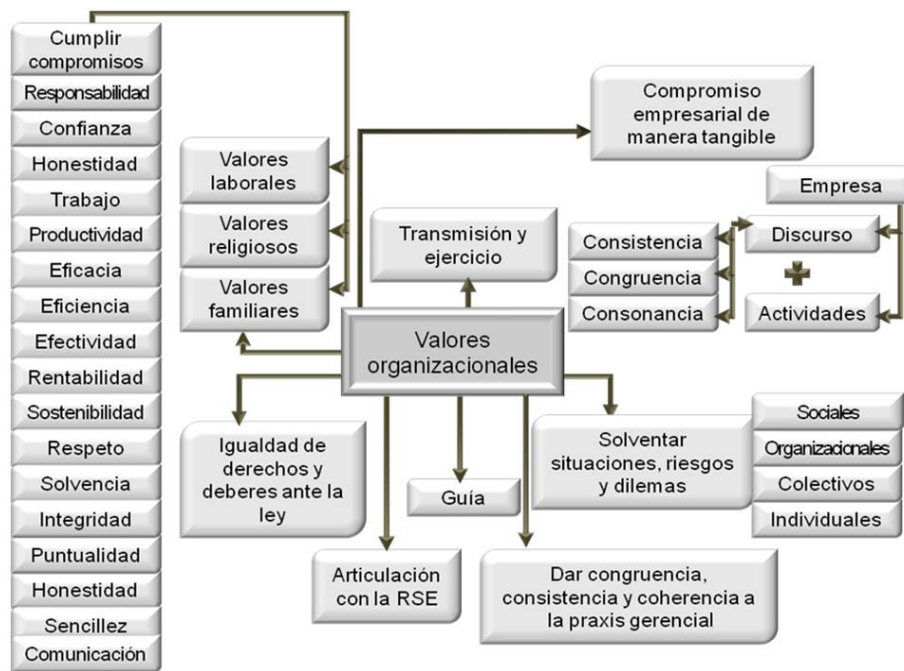 Cumplir
compromisos
Responsabilidad
Confianza
Honestidad
Trabajo
Productividad
Eficacia
Eficiencia
Efectividad
Rentabilidad
Sostenibilidad
Respeto
Solvencia
Integridad
Puntualidad
Honestidad
Sencillez
Comunicación
Valores
laborales
Valores
religiosos
Valores
familiares
Transmisión y
ejercicio
Compromiso
empresarial de
manera tangible
Empresa
Consistencia
Congruencia
Consonancia
Discurso
Actividades
Valores
organizacionales
Igualdad de
derechos y
deberes ante la
ley
Articulación
con la RSE
Guía
Dar congruencia,
consistencia y coherencia a
la praxis gerencial
Solventar
situaciones, riesgos
y dilemas
Sociales
Organizacionales
Colectivos
Individuales